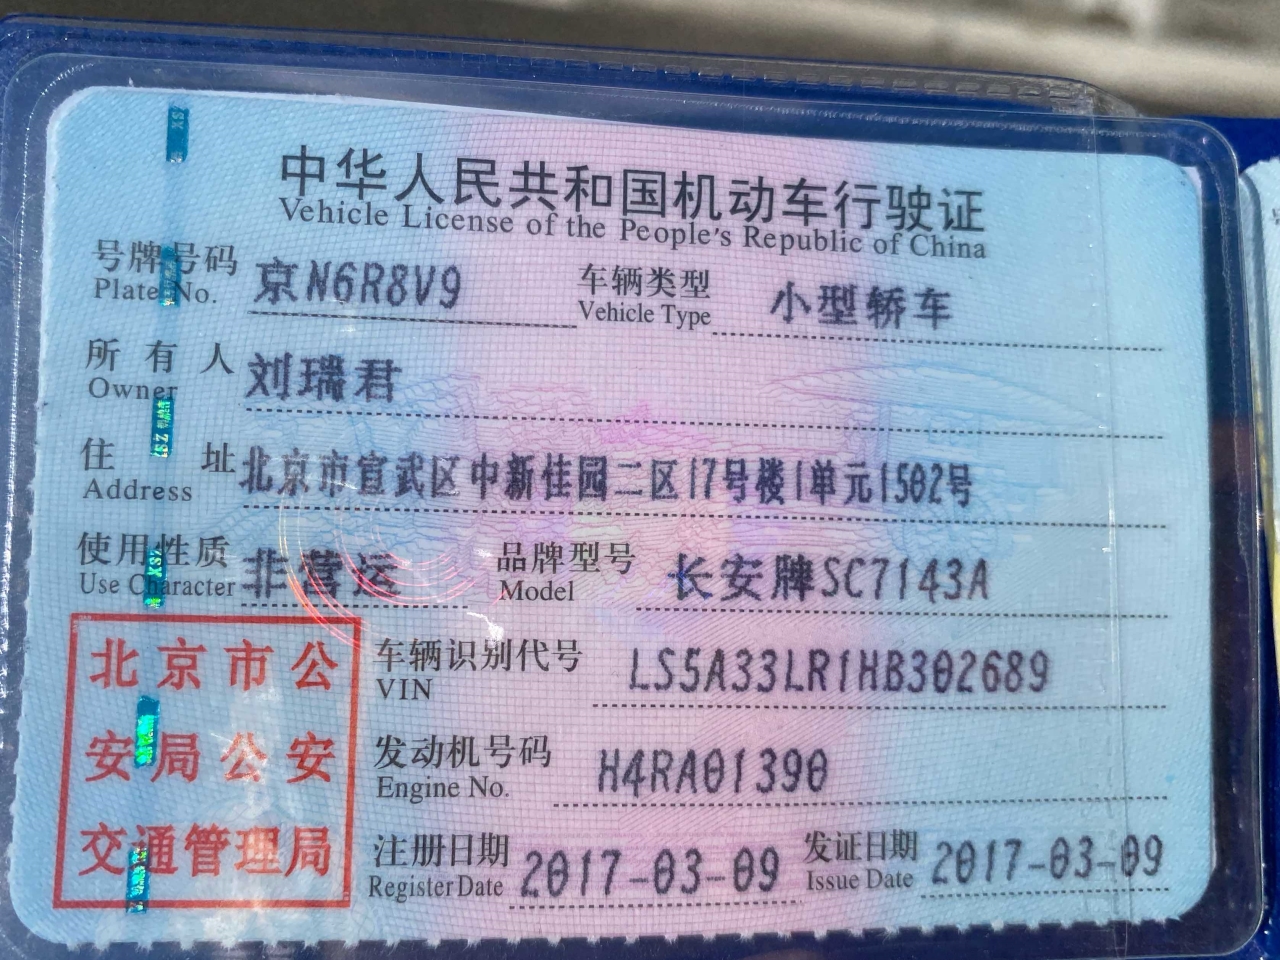 中华人民共和国机动车行驶证
Vehicle License of the People's Republic of China
号牌号码 京N6R8V9 车辆类型 小型轿车
Plate No. Vehicle Type
所有人 刘瑞君
Owner
住址 北京市宣武区中新佳园二区17号楼1单元1502号
Address
使用性质 非营运 品牌型号 长安牌SC7143A
Use Character Model
北京市公
安局公安
交通管理局
车辆识别代号 LS5A33LR1HB302689
VIN
发动机号码 H4RA01390
Engine No.
注册日期 2017-03-09 发证日期 2017-03-09
Register Date Issue Date